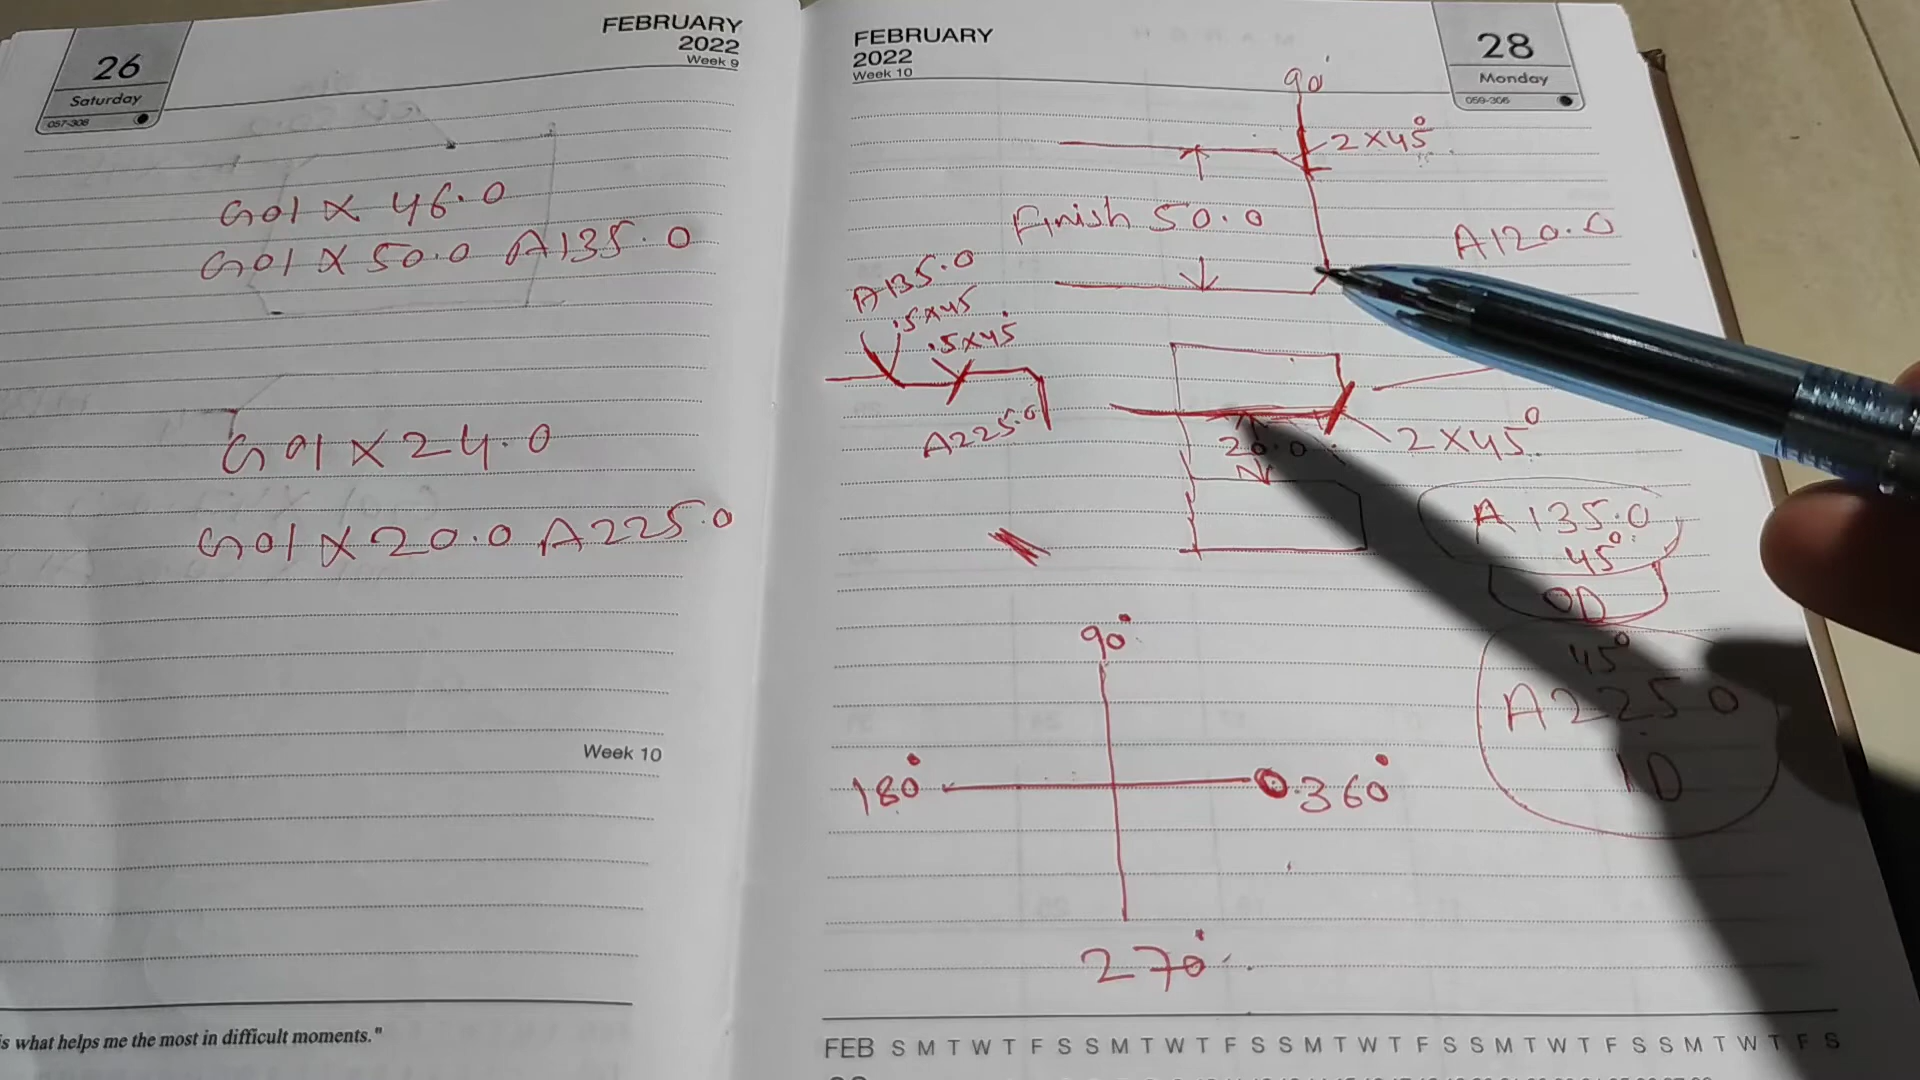 26
Saturday
057-308
FEBRUARY
2022
Week 9
G01 X 46.0
G01 X 50.0 A135.0
G01 X 24.0
G01 X 20.0 A225.0
Week 10
is what helps me the most in difficult moments."
FEBRUARY
2022
Week 10
28
Monday
059-306
90°
2X45°
Finish 50.0
A120.0
A135.0
.5X45
.5X45°
A225.0
20.0
2X45°
A135.0
45°
OD
45°
A225.0
ID
90°
180°
0.360°
270°
FEB S M T W T F S S M T W T F S S M T W T F S S M T W T F S S M T W T F S